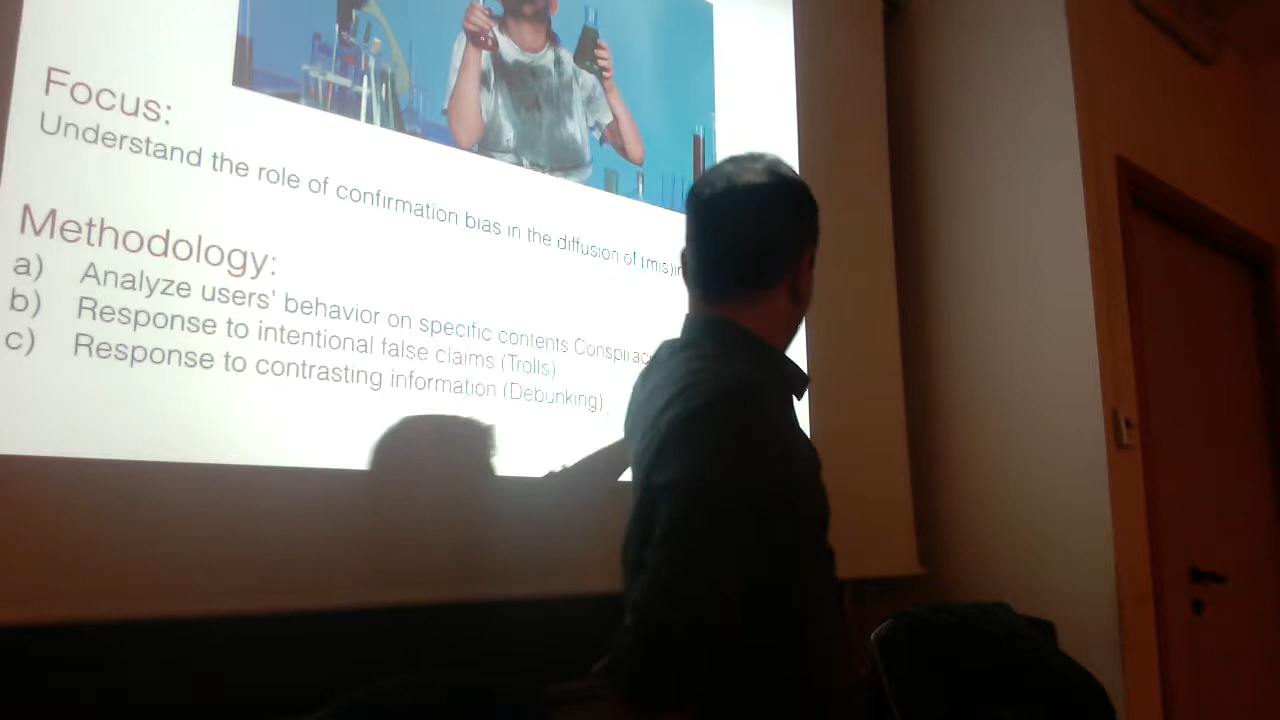 Focus:
Understand the role of confirmation bias in the diffusion of
Methodology:
a) Analyze users' behavior on specific contents
b) Response to intentional false claims (Trolls)
c) Response to contrasting information (Debunking)